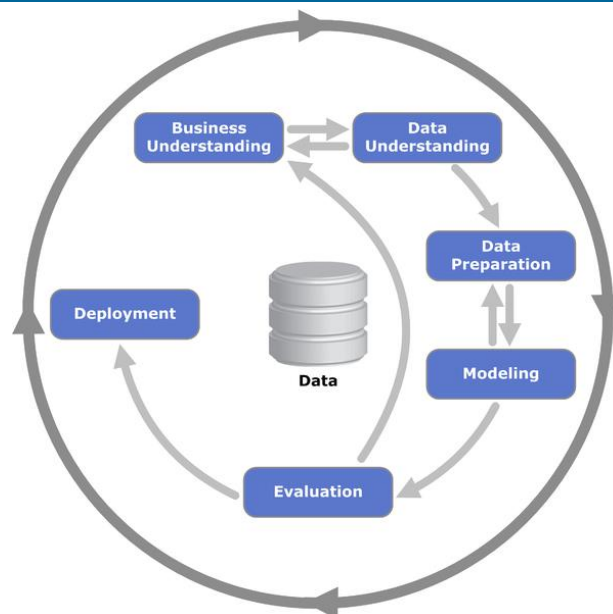 Business
Understanding
Data
Understanding
Data
Preparation
Deployment
Data
Modeling
Evaluation